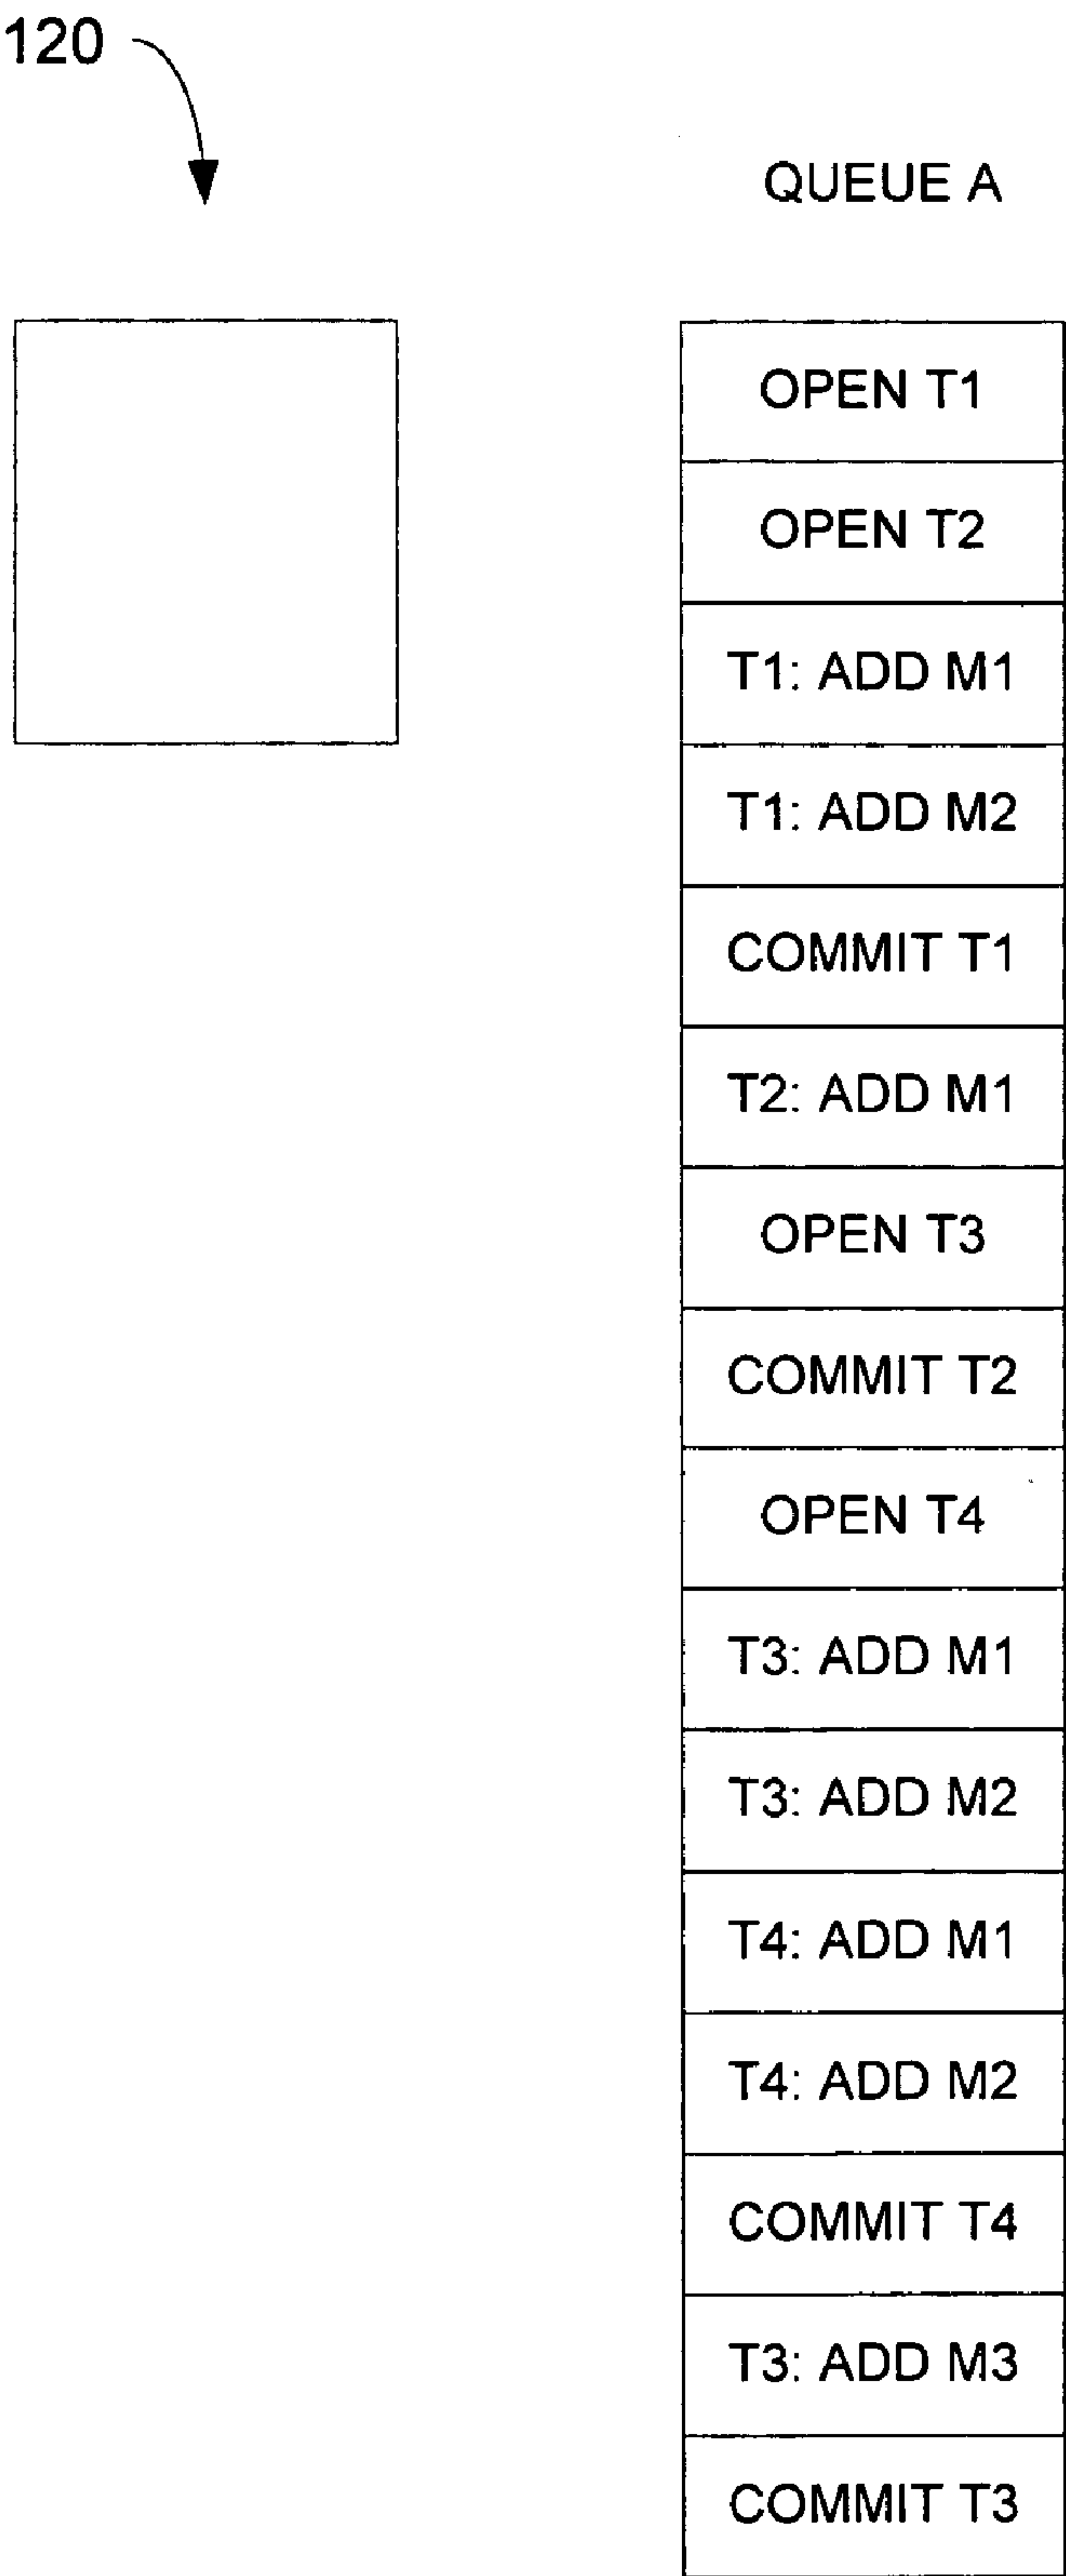 120
QUEUE A
OPEN T1
OPEN T2
T1: ADD M1
T1: ADD M2
COMMIT T1
T2: ADD M1
OPEN T3
COMMIT T2
OPEN T4
T3: ADD M1
T3: ADD M2
T4: ADD M1
T4: ADD M2
COMMIT T4
T3: ADD M3
COMMIT T3